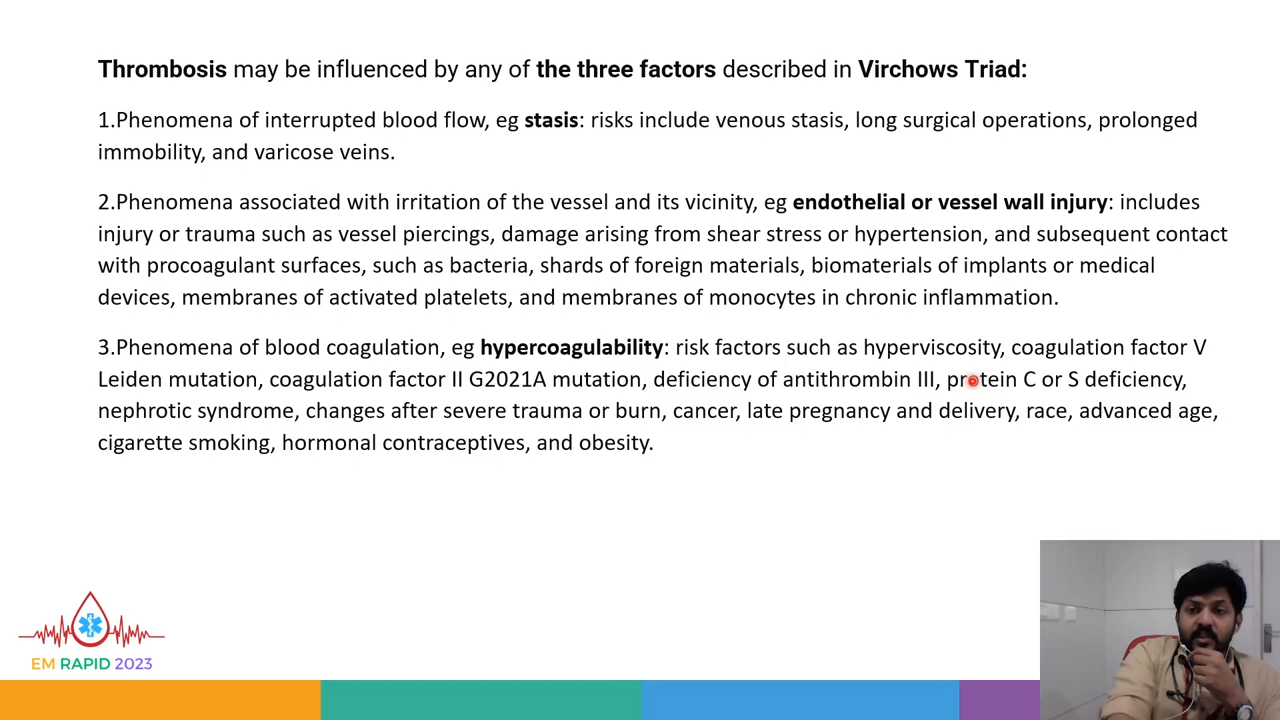 Thrombosis may be influenced by any of the three factors described in Virchows Triad:
1.Phenomena of interrupted blood flow, eg stasis: risks include venous stasis, long surgical operations, prolonged
immobility, and varicose veins.
2.Phenomena associated with irritation of the vessel and its vicinity, eg endothelial or vessel wall injury: includes
injury or trauma such as vessel piercings, damage arising from shear stress or hypertension, and subsequent contact
with procoagulant surfaces, such as bacteria, shards of foreign materials, biomaterials of implants or medical
devices, membranes of activated platelets, and membranes of monocytes in chronic inflammation.
3.Phenomena of blood coagulation, eg hypercoagulability: risk factors such as hyperviscosity, coagulation factor V
Leiden mutation, coagulation factor II G2021A mutation, deficiency of antithrombin III, protein C or S deficiency,
nephrotic syndrome, changes after severe trauma or burn, cancer, late pregnancy and delivery, race, advanced age,
cigarette smoking, hormonal contraceptives, and obesity.
EM RAPID 2023